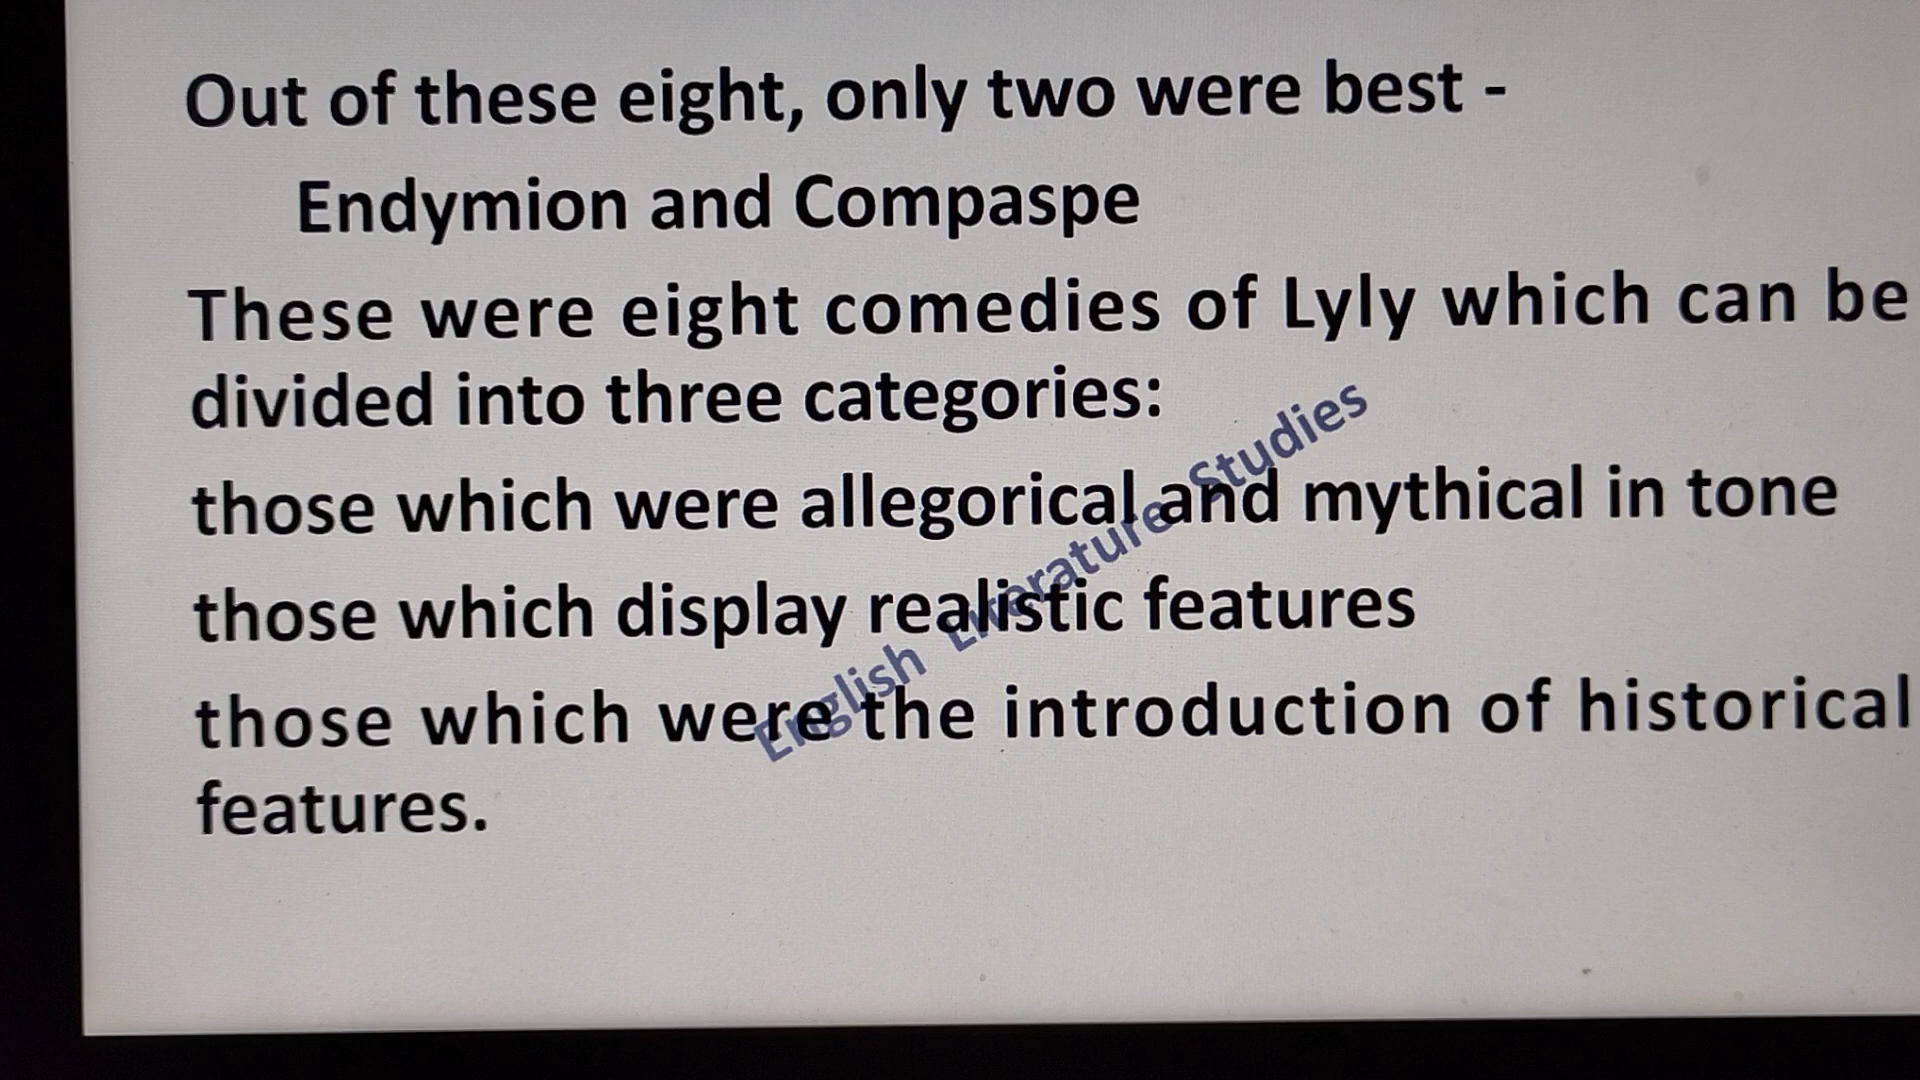 Out of these eight, only two were best -
Endymion and Compaspe
These were eight comedies of Lyly which can be
divided into three categories:
those which were allegorical and mythical in tone
those which display realistic features
those which were the introduction of historical
features.
English Literature Studies